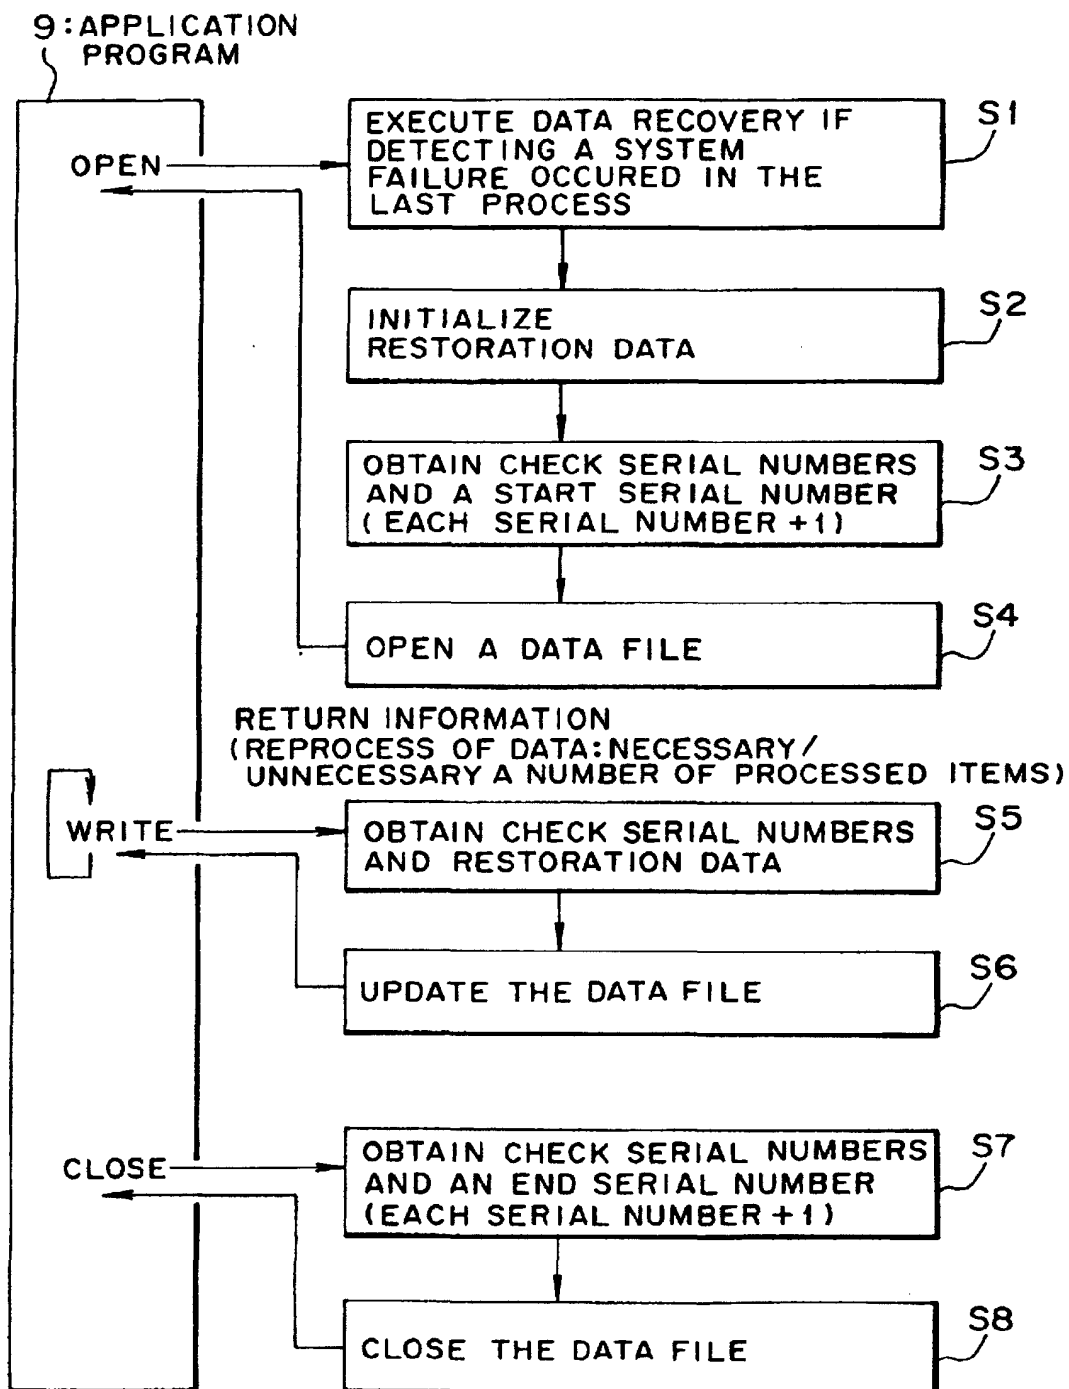 9:APPLICATION
PROGRAM
OPEN
EXECUTE DATA RECOVERY IF
DETECTING A SYSTEM
FAILURE OCCURED IN THE
LAST PROCESS
S1
INITIALIZE
RESTORATION DATA
S2
OBTAIN CHECK SERIAL NUMBERS
AND A START SERIAL NUMBER
(EACH SERIAL NUMBER +1)
S3
OPEN A DATA FILE
S4
RETURN INFORMATION
(REPROCESS OF DATA:NECESSARY/
UNNECESSARY A NUMBER OF PROCESSED ITEMS)
WRITE
OBTAIN CHECK SERIAL NUMBERS
AND RESTORATION DATA
S5
UPDATE THE DATA FILE
S6
CLOSE
OBTAIN CHECK SERIAL NUMBERS
AND AN END SERIAL NUMBER
(EACH SERIAL NUMBER +1)
S7
CLOSE THE DATA FILE
S8